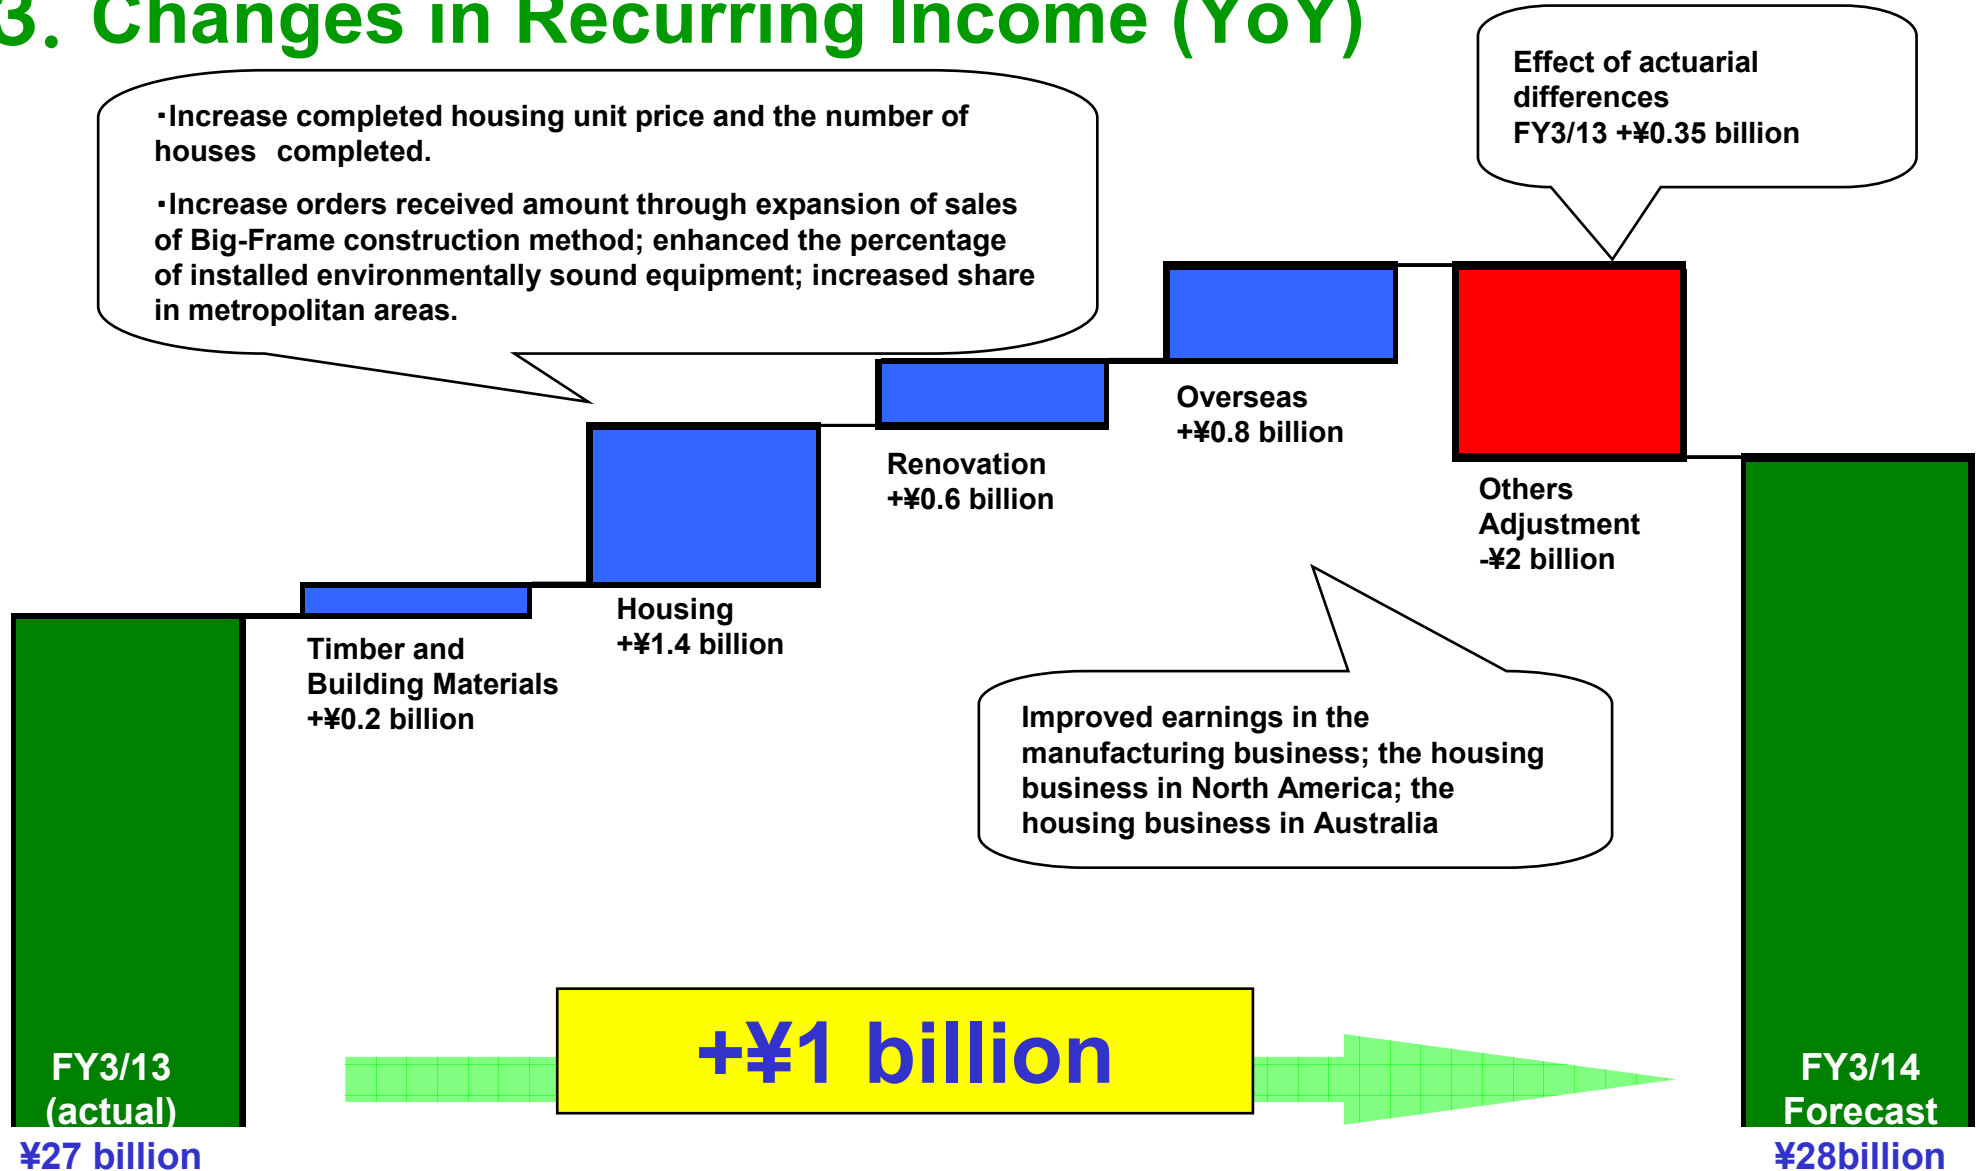 3. Changes in Recurring Income (YoY)
・Increase completed housing unit price and the number of
houses completed.
・Increase orders received amount through expansion of sales
of Big-Frame construction method; enhanced the percentage
of installed environmentally sound equipment; increased share
in metropolitan areas.
Effect of actuarial
differences
FY3/13 +¥0.35 billion
Overseas
+¥0.8 billion
Renovation
+¥0.6 billion
Others
Adjustment
-¥2 billion
Housing
+¥1.4 billion
Timber and
Building Materials
+¥0.2 billion
Improved earnings in the
manufacturing business; the housing
business in North America; the
housing business in Australia
+¥1 billion
FY3/13
(actual)
¥27 billion
FY3/14
Forecast
¥28billion